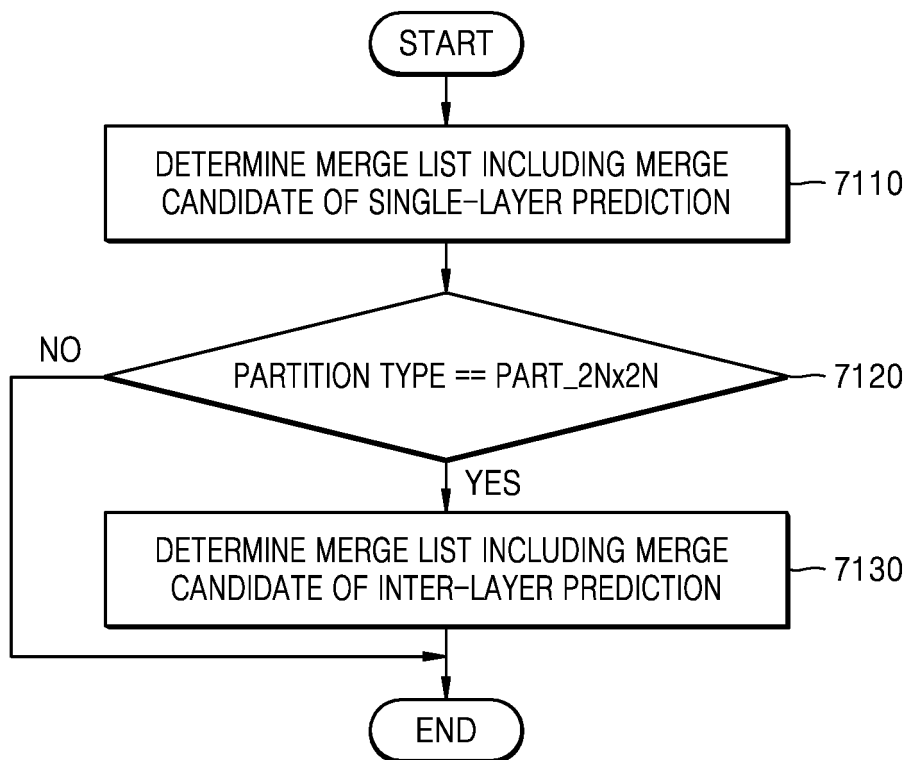 START
DETERMINE MERGE LIST INCLUDING MERGE
CANDIDATE OF SINGLE-LAYER PREDICTION
7110
NO
PARTITION TYPE == PART_2Nx2N
7120
YES
DETERMINE MERGE LIST INCLUDING MERGE
CANDIDATE OF INTER-LAYER PREDICTION
7130
END